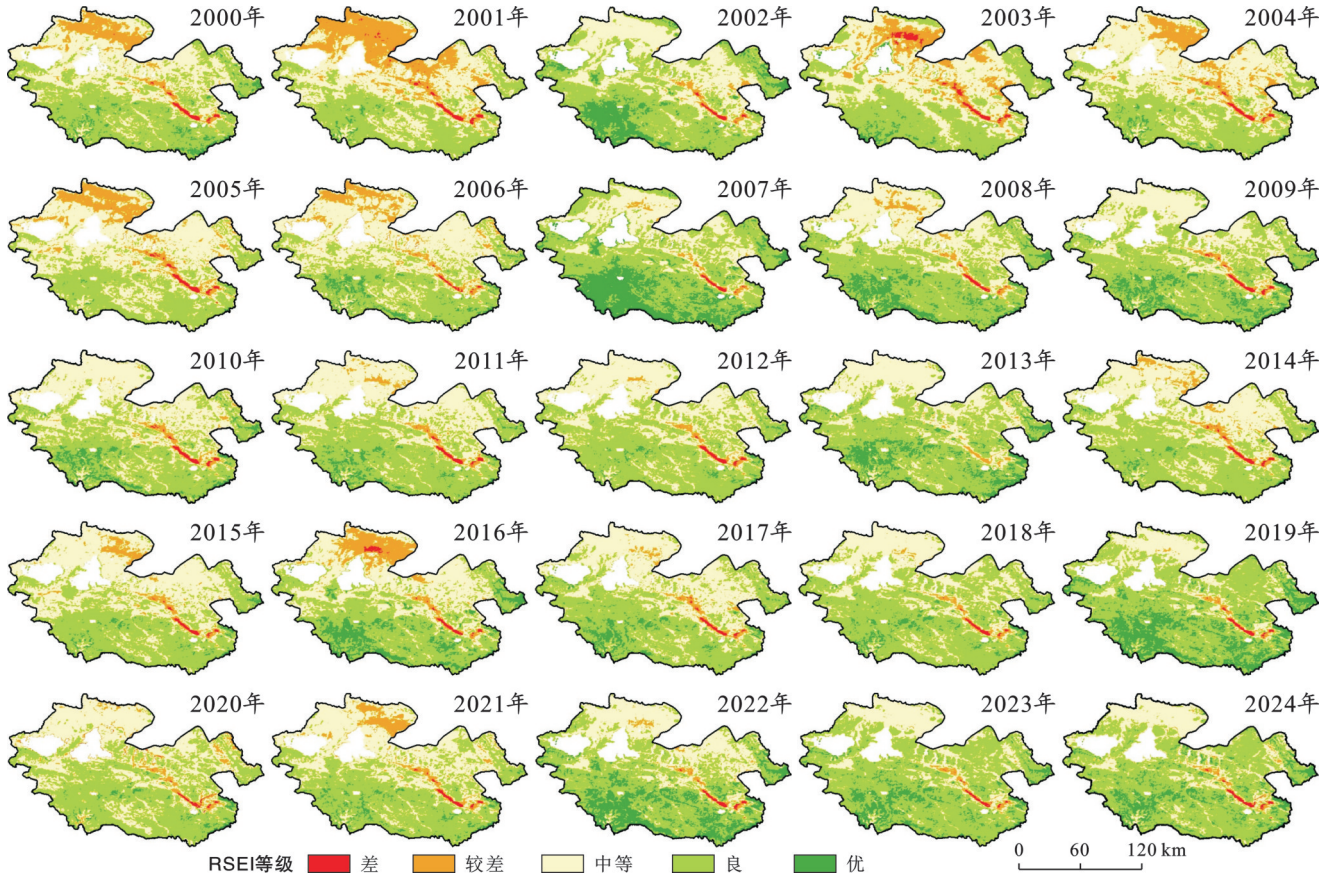 2000年 2001年 2002年 2003年 2004年
2005年 2006年 2007年 2008年 2009年
2010年 2011年 2012年 2013年 2014年
2015年 2016年 2017年 2018年 2019年
2020年 2021年 2022年 2023年 2024年
RSEI等级 差 较差 中等 良 优 0 60 120 km